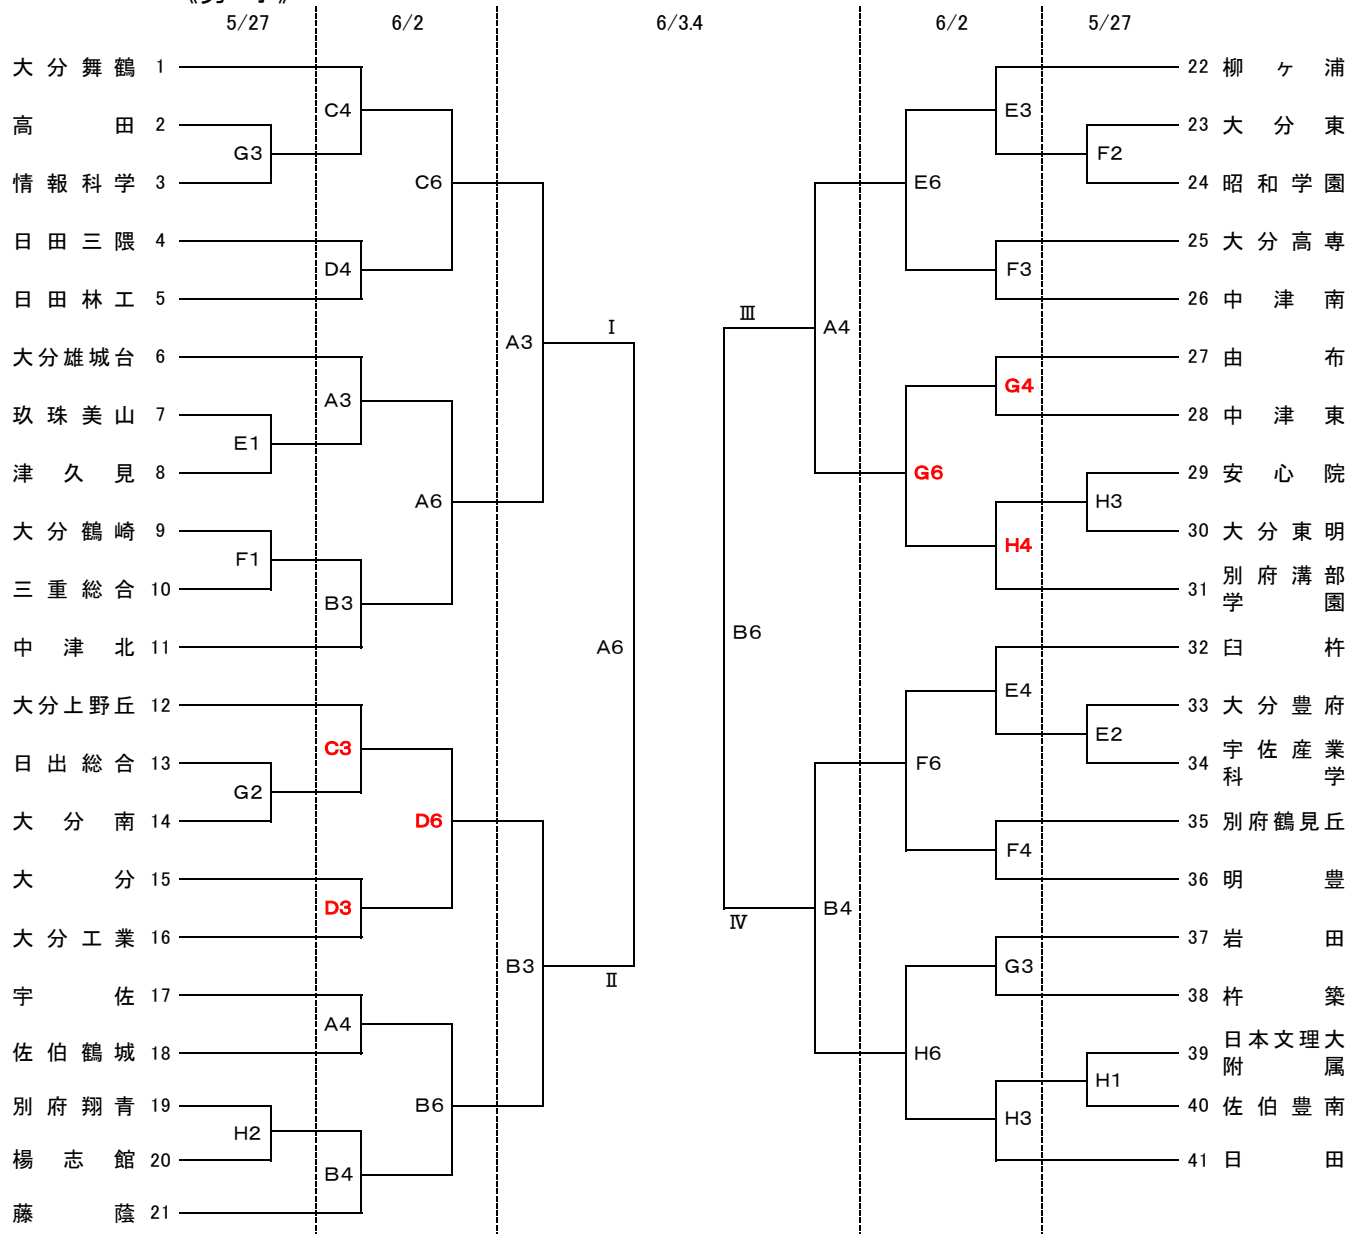 5/27 6/2 6/3.4 6/2 5/27
大分舞鶴 1
高田 2
情報科学 3
日田三隈 4
日田林工 5
大分雄城台 6
玖珠美山 7
津久見 8
大分鶴崎 9
三重総合 10
中津北 11
大分上野丘 12
日出総合 13
大分南 14
大分 15
大分工業 16
宇佐 17
佐伯鶴城 18
別府翔青 19
楊志館 20
藤蔭 21
G3
E1
F1
G2
H2
C4
D4
A3
B3
C3
D3
A4
B4
C6
A6
D6
B6
A3
B3
Ⅰ
A6
Ⅱ
Ⅲ
B6
Ⅳ
A4
B4
E6
G6
F6
H6
E3
F3
G4
H4
E4
F4
G3
H3
F2
H3
E2
H1
22 柳ヶ浦
23 大分東
24 昭和学園
25 大分高専
26 中津南
27 由布
28 中津東
29 安心院
30 大分東明
31 別府溝部
学園
32 臼杵
33 大分豊府
34 宇佐産業
科学
35 別府鶴見丘
36 明豊
37 岩田
38 杵築
39 日本文理大
附属
40 佐伯豊南
41 日田